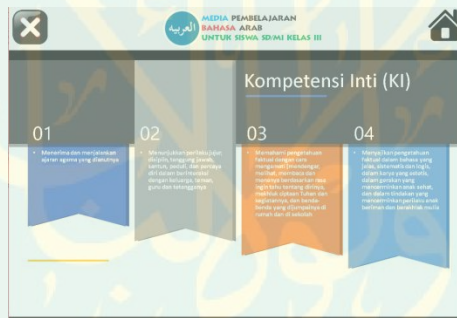 العربية
MEDIA PEMBELAJARAN
BAHASA ARAB
UNTUK SISWA SD/MI KELAS III
Kompetensi Inti (KI)
01
• Menerima dan menjalankan
ajaran agama yang dianutnya
02
• Menunjukkan perilaku jujur,
disiplin, tanggung jawab,
santun, peduli, dan percaya
diri dalam berinteraksi
dengan keluarga, teman,
guru dan tetangganya
03
• Memahami pengetahuan
faktual dengan cara
mengamati [mendengar,
melihat, membaca] dan
menanya berdasarkan rasa
ingin tahu tentang dirinya,
makhluk ciptaan Tuhan dan
kegiatannya, dan benda-
benda yang dijumpainya di
rumah dan di sekolah
04
• Menyajikan pengetahuan
faktual dalam bahasa yang
jelas, sistematis dan logis,
dalam karya yang estetis,
dalam gerakan yang
mencerminkan anak sehat,
dan dalam tindakan yang
mencerminkan perilaku anak
beriman dan berakhlak mulia